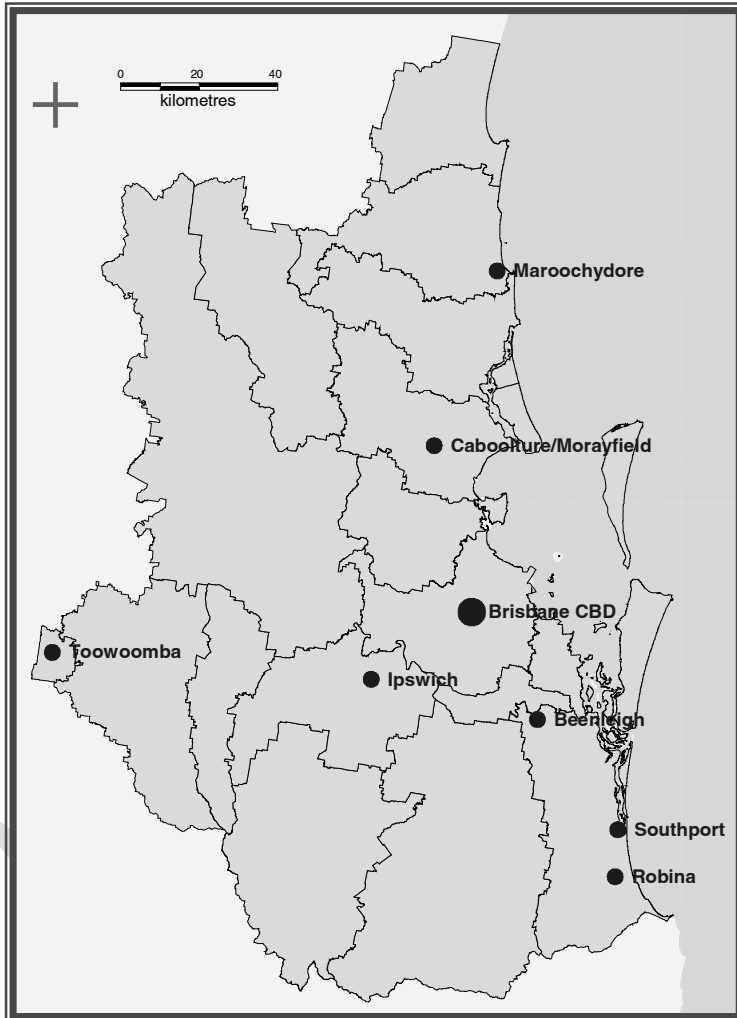 0 20 40
kilometres
Maroochydore
Caboolture/Morayfield
Brisbane CBD
Toowoomba
Ipswich
Beenleigh
Southport
Robina